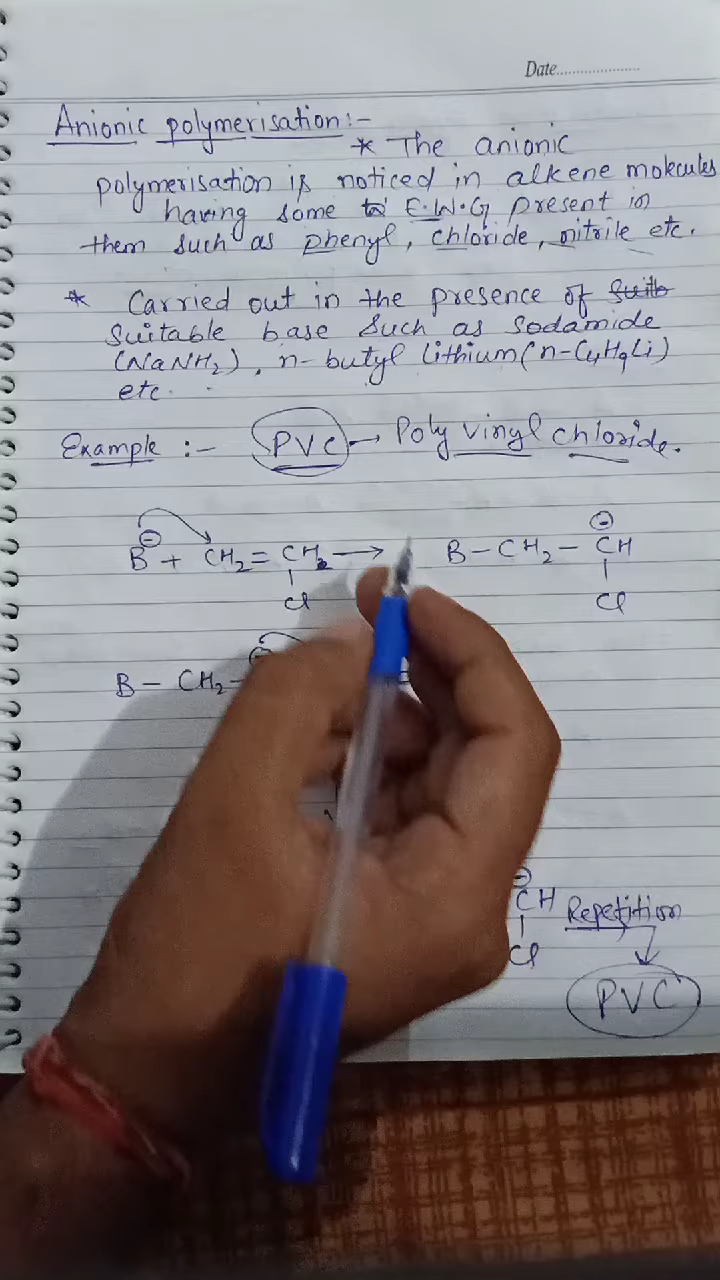 Date....................
Anionic polymerisation:-
* The anionic
polymerisation is noticed in alkene molecules
having some E.W.G present in
them such as phenyl, chloride, nitrile etc.
* Carried out in the presence of
suitable base such as sodamide
(NaNH₂), n-butyl lithium (n-C₄H₉Li)
etc.
Example :- PVC → Poly vinyl chloride.
⊖ ⊖
B + CH₂ = CH₂ → B - CH₂ - CH
Cl Cl
⊖
B - CH₂ -
⊖
CH Repetition
Cl
PVC